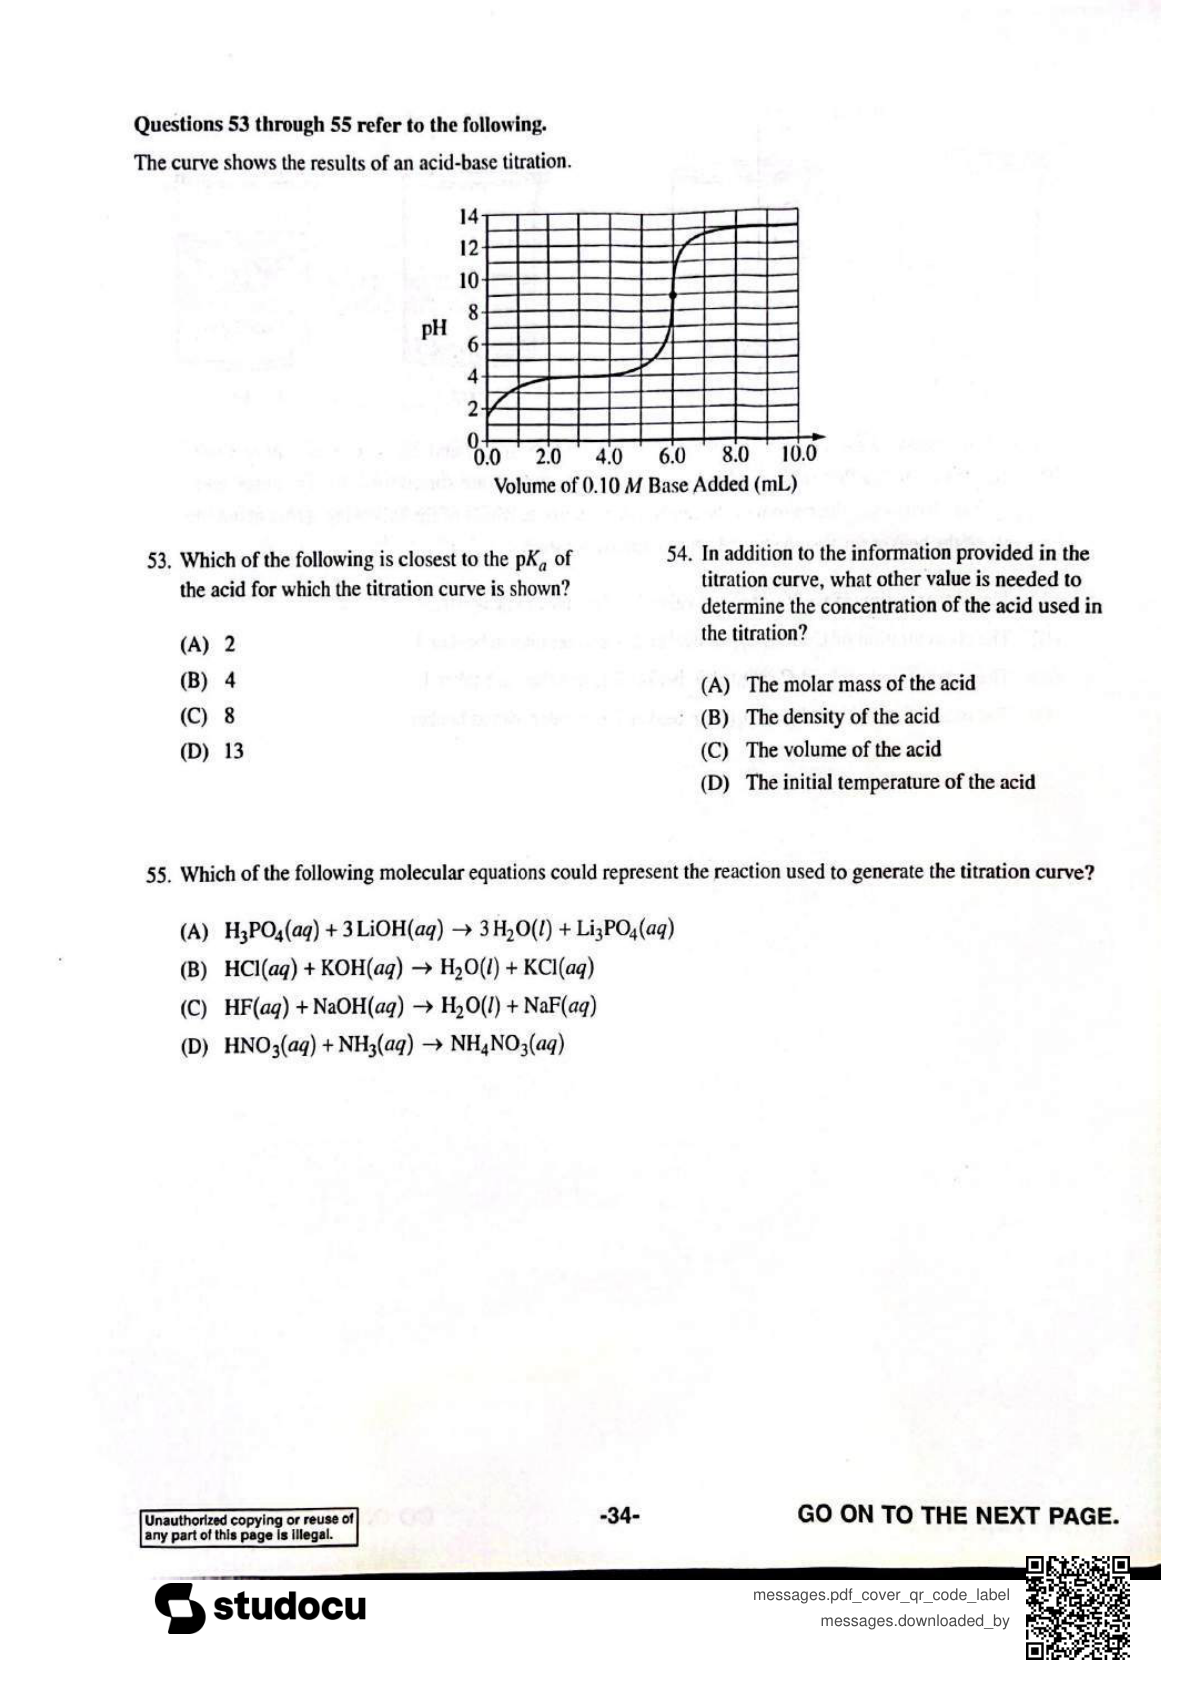 Questions 53 through 55 refer to the following.
The curve shows the results of an acid-base titration.
14
12
10
8
pH
6
4
2
0
0.0 2.0 4.0 6.0 8.0 10.0
Volume of 0.10 M Base Added (mL)
53. Which of the following is closest to the pKₐ of
the acid for which the titration curve is shown?
(A) 2
(B) 4
(C) 8
(D) 13
54. In addition to the information provided in the
titration curve, what other value is needed to
determine the concentration of the acid used in
the titration?
(A) The molar mass of the acid
(B) The density of the acid
(C) The volume of the acid
(D) The initial temperature of the acid
55. Which of the following molecular equations could represent the reaction used to generate the titration curve?
(A) H₃PO₄(aq) + 3 LiOH(aq) → 3 H₂O(l) + Li₃PO₄(aq)
(B) HCl(aq) + KOH(aq) → H₂O(l) + KCl(aq)
(C) HF(aq) + NaOH(aq) → H₂O(l) + NaF(aq)
(D) HNO₃(aq) + NH₃(aq) → NH₄NO₃(aq)
Unauthorized copying or reuse of
any part of this page is illegal.
-34-
GO ON TO THE NEXT PAGE.
studocu
messages.pdf_cover_qr_code_label
messages.downloaded_by